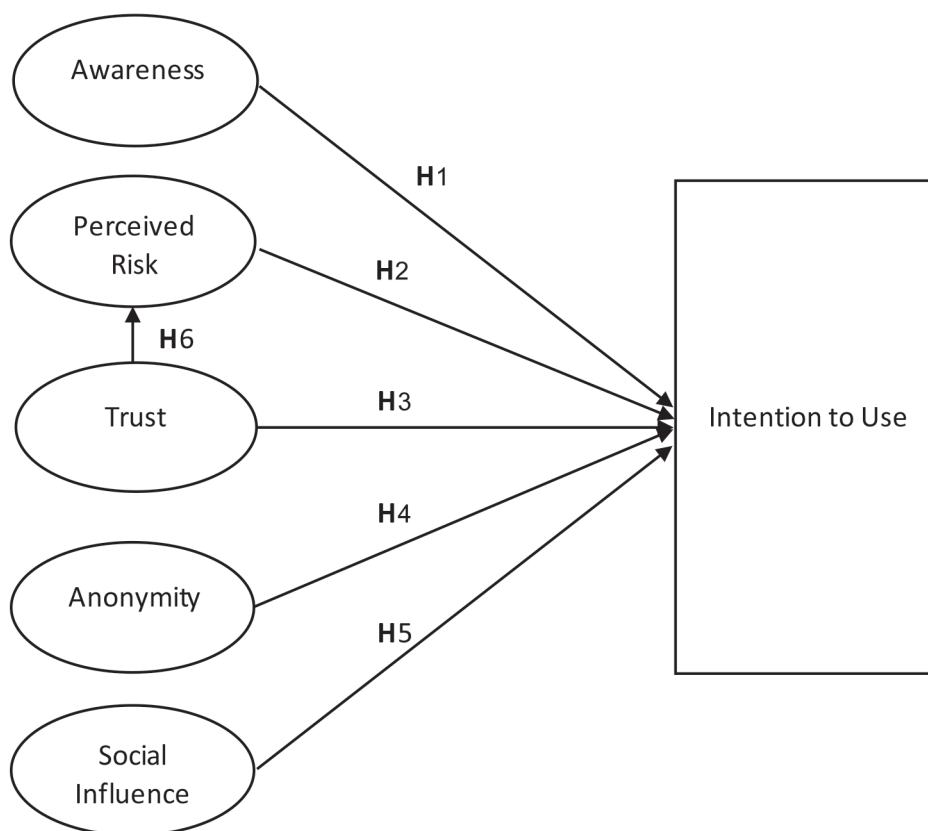 Awareness
H1
Perceived
Risk
H2
H6
Trust
H3
Intention to Use
H4
Anonymity
H5
Social
Influence